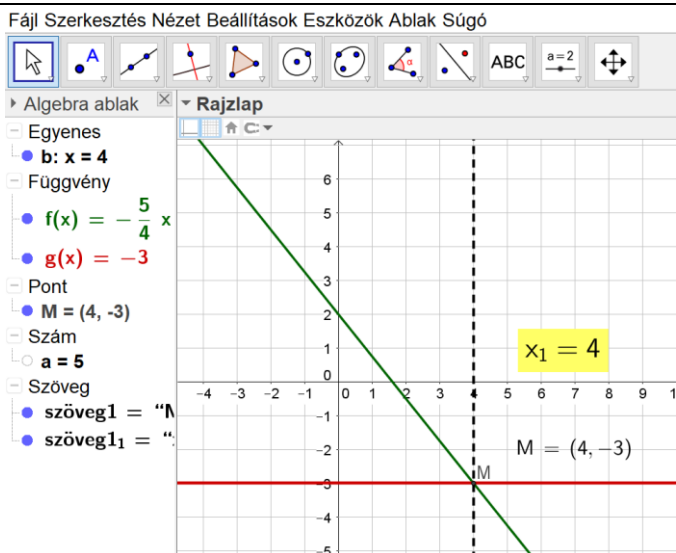 Fájl Szerkesztés Nézet Beállítások Eszközök Ablak Súgó
A α ABC a=2
Algebra ablak
Egyenes
b: x = 4
Függvény
f(x) = − 5/4 x
g(x) = −3
Pont
M = (4, -3)
Szám
a = 5
Szöveg
szöveg1 = “
szöveg1₁ = “
Rajzlap
6
5
4
3
2
1
0
-4 -3 -2 -1 0 1 2 3 4 5 6 7 8 9
x₁ = 4
−1
−2
M = (4, −3)
M
−3
−4
−5